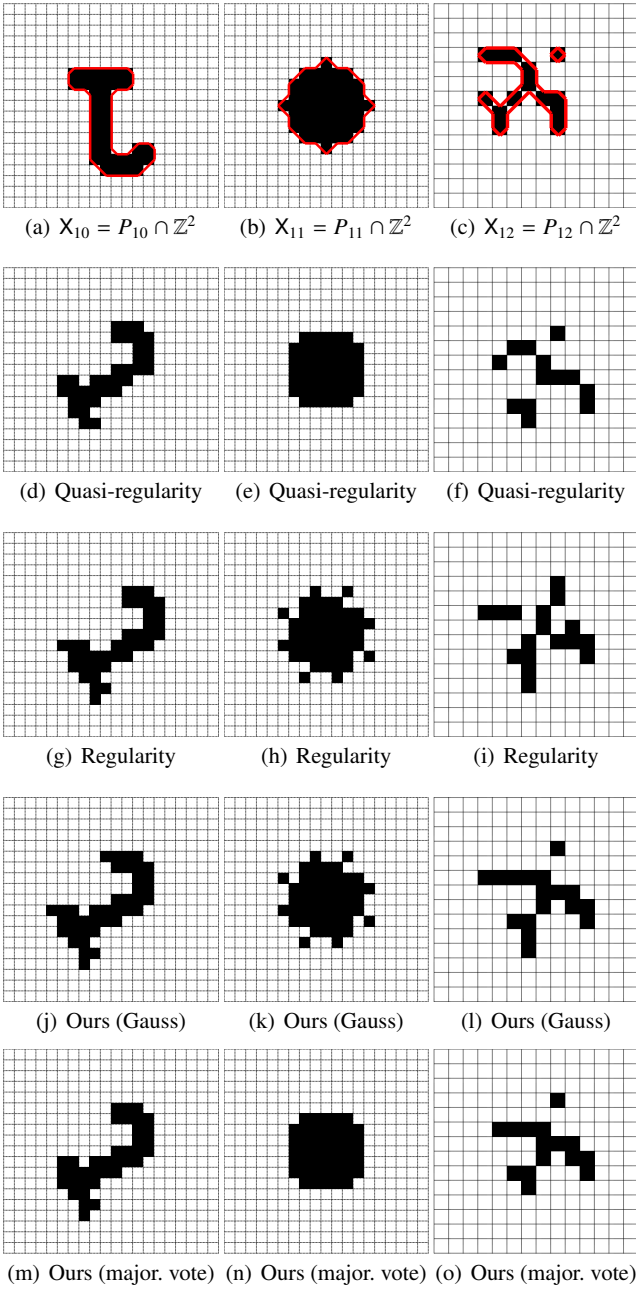 (a) X₁₀ = P₁₀ ∩ ℤ² (b) X₁₁ = P₁₁ ∩ ℤ² (c) X₁₂ = P₁₂ ∩ ℤ²
(d) Quasi-regularity (e) Quasi-regularity (f) Quasi-regularity
(g) Regularity (h) Regularity (i) Regularity
(j) Ours (Gauss) (k) Ours (Gauss) (l) Ours (Gauss)
(m) Ours (major. vote) (n) Ours (major. vote) (o) Ours (major. vote)